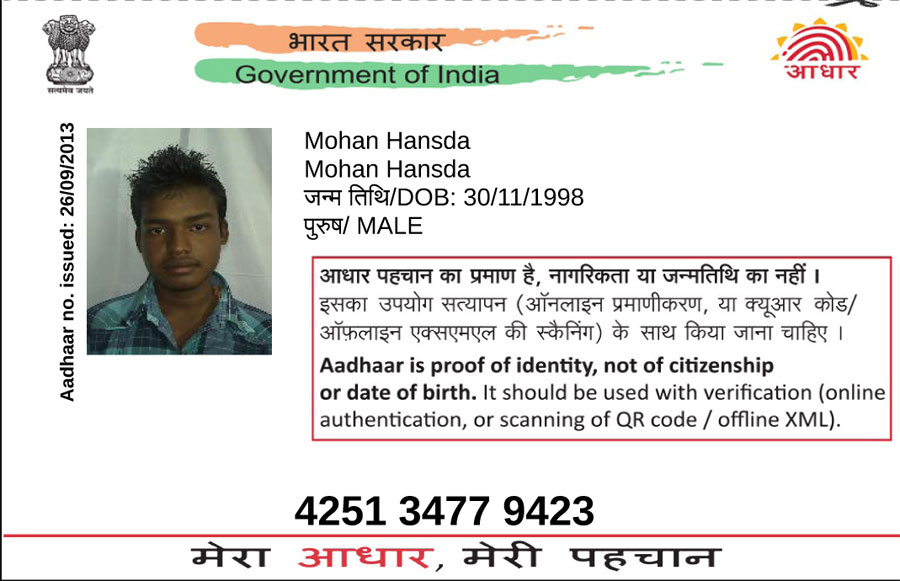 भारत सरकार
Government of India
सत्यमेव जयते
आधार
Aadhaar no. issued: 26/09/2013
Mohan Hansda
Mohan Hansda
जन्म तिथि/DOB: 30/11/1998
पुरुष/ MALE
आधार पहचान का प्रमाण है, नागरिकता या जन्मतिथि का नहीं ।
इसका उपयोग सत्यापन (ऑनलाइन प्रमाणीकरण, या क्यूआर कोड/
ऑफ़लाइन एक्सएमएल की स्कैनिंग) के साथ किया जाना चाहिए ।
Aadhaar is proof of identity, not of citizenship
or date of birth. It should be used with verification (online
authentication, or scanning of QR code / offline XML).
4251 3477 9423
मेरा आधार, मेरी पहचान